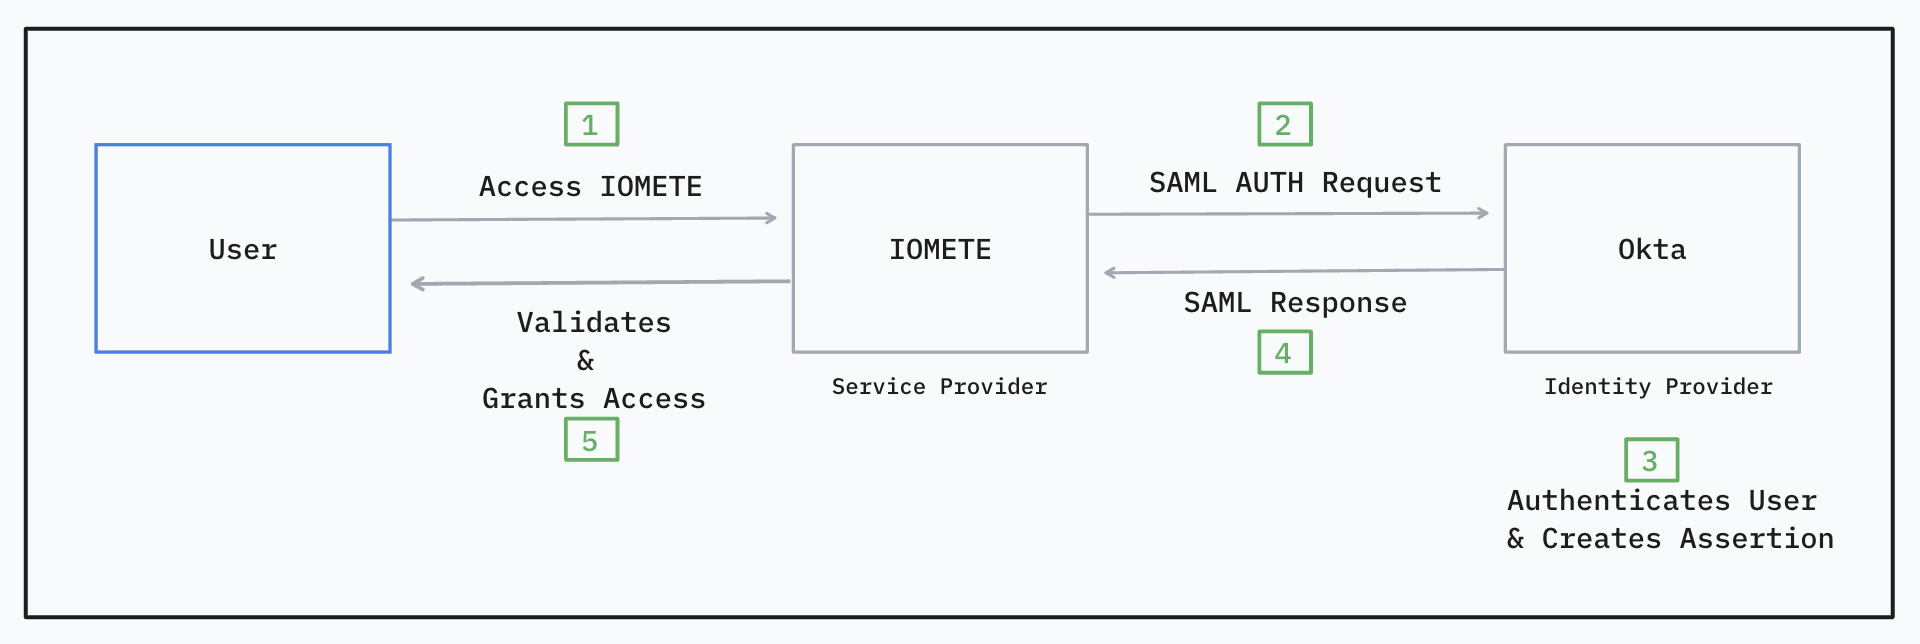 1
Access IOMETE
2
SAML AUTH Request
User
IOMETE
Okta
Validates
&
Grants Access
5
SAML Response
4
Service Provider
Identity Provider
3
Authenticates User
& Creates Assertion